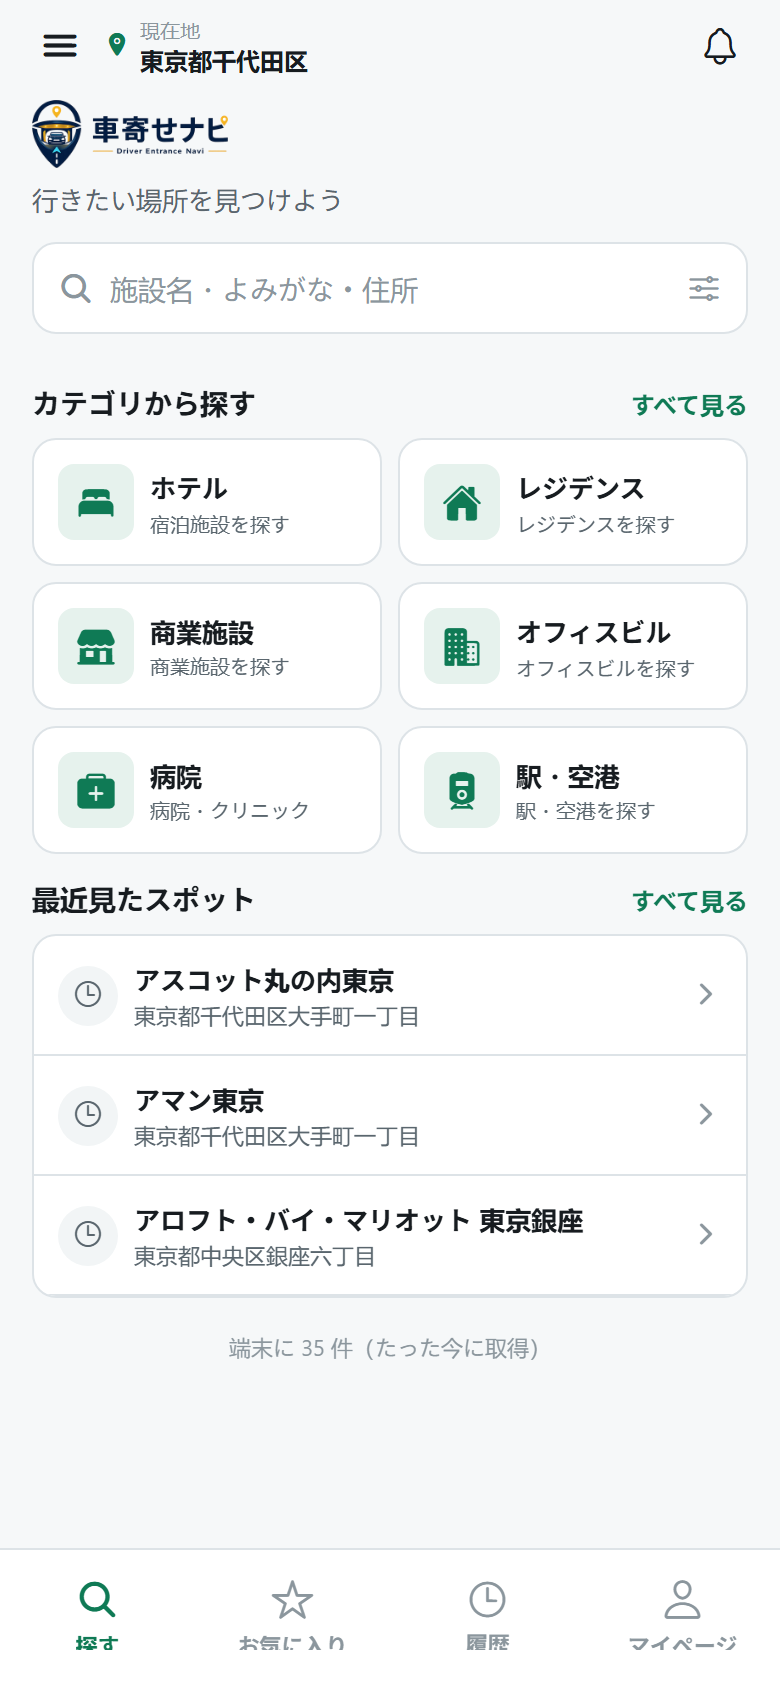 現在地
東京都千代田区
車寄せナビ
Driver Entrance Navi
行きたい場所を見つけよう
施設名・よみがな・住所
カテゴリから探す
すべて見る
ホテル
宿泊施設を探す
レジデンス
レジデンスを探す
商業施設
商業施設を探す
オフィスビル
オフィスビルを探す
病院
病院・クリニック
駅・空港
駅・空港を探す
最近見たスポット
すべて見る
アスコット丸の内東京
東京都千代田区大手町一丁目
アマン東京
東京都千代田区大手町一丁目
アロフト・バイ・マリオット 東京銀座
東京都中央区銀座六丁目
端末に 35 件（たった今に取得）
探す
お気に入り
履歴
マイページ